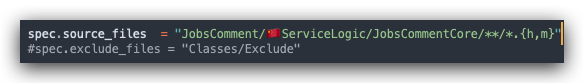 spec.source_files = "JobsComment/🇨🇳ServiceLogic/JobsCommentCore/**/*.{h,m}"
#spec.exclude_files = "Classes/Exclude"